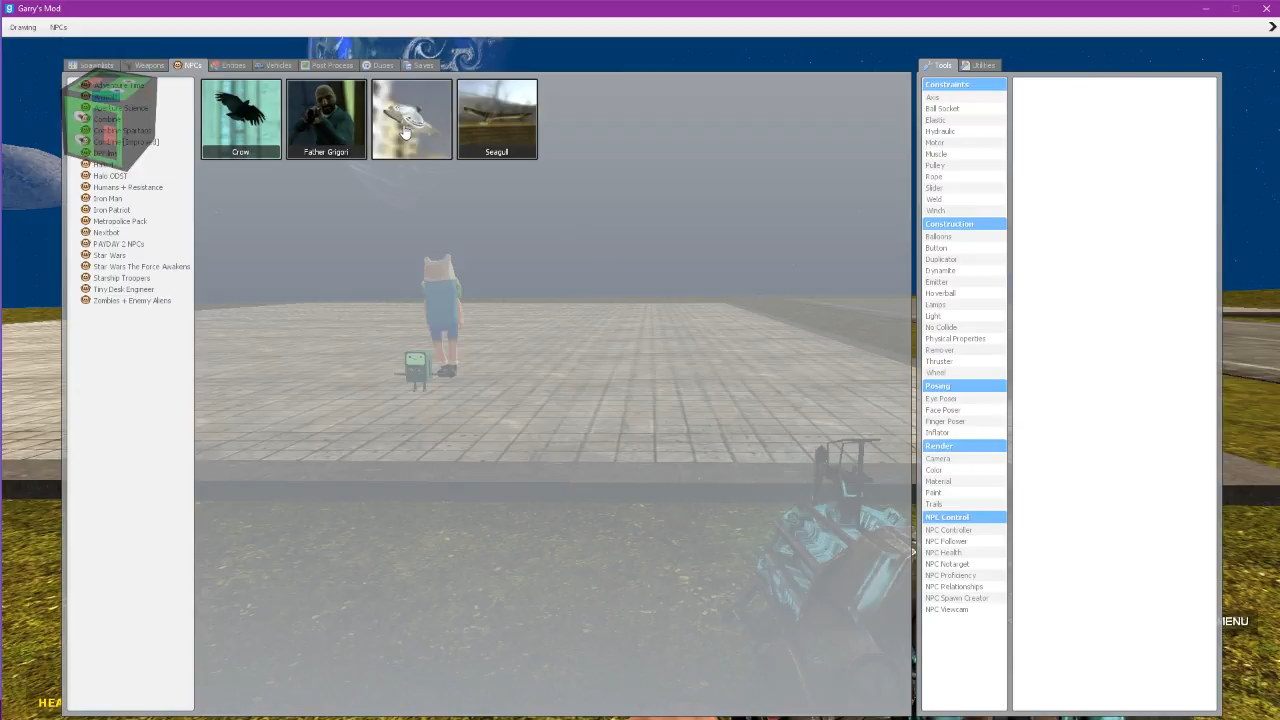 Garry's Mod
Drawing NPCs
Spawnlists Weapons NPCs Entities Vehicles Post Process Dupes Saves
Adventure Time
Aperture Science
Combine
Combine Spartans
Combine [Improved]
Halo ODST
Humans + Resistance
Iron Man
Iron Patriot
Metropolice Pack
Nextbot
PAYDAY 2 NPCs
Star Wars
Star Wars The Force Awakens
Starship Troopers
Tiny Desk Engineer
Zombies + Enemy Aliens
Crow
Father Grigori
Seagull
Tools Utilities
Constraints
Axis
Ball Socket
Elastic
Hydraulic
Motor
Muscle
Pulley
Rope
Slider
Weld
Winch
Construction
Balloons
Button
Duplicator
Dynamite
Emitter
Hoverball
Lamps
Light
No Collide
Physical Properties
Remover
Thruster
Wheel
Posing
Eye Poser
Face Poser
Finger Poser
Inflator
Render
Camera
Color
Material
Paint
Trails
NPC Control
NPC Controller
NPC Follower
NPC Health
NPC Notarget
NPC Proficiency
NPC Relationships
NPC Spawn Creator
NPC Viewcam
MENU
HEA